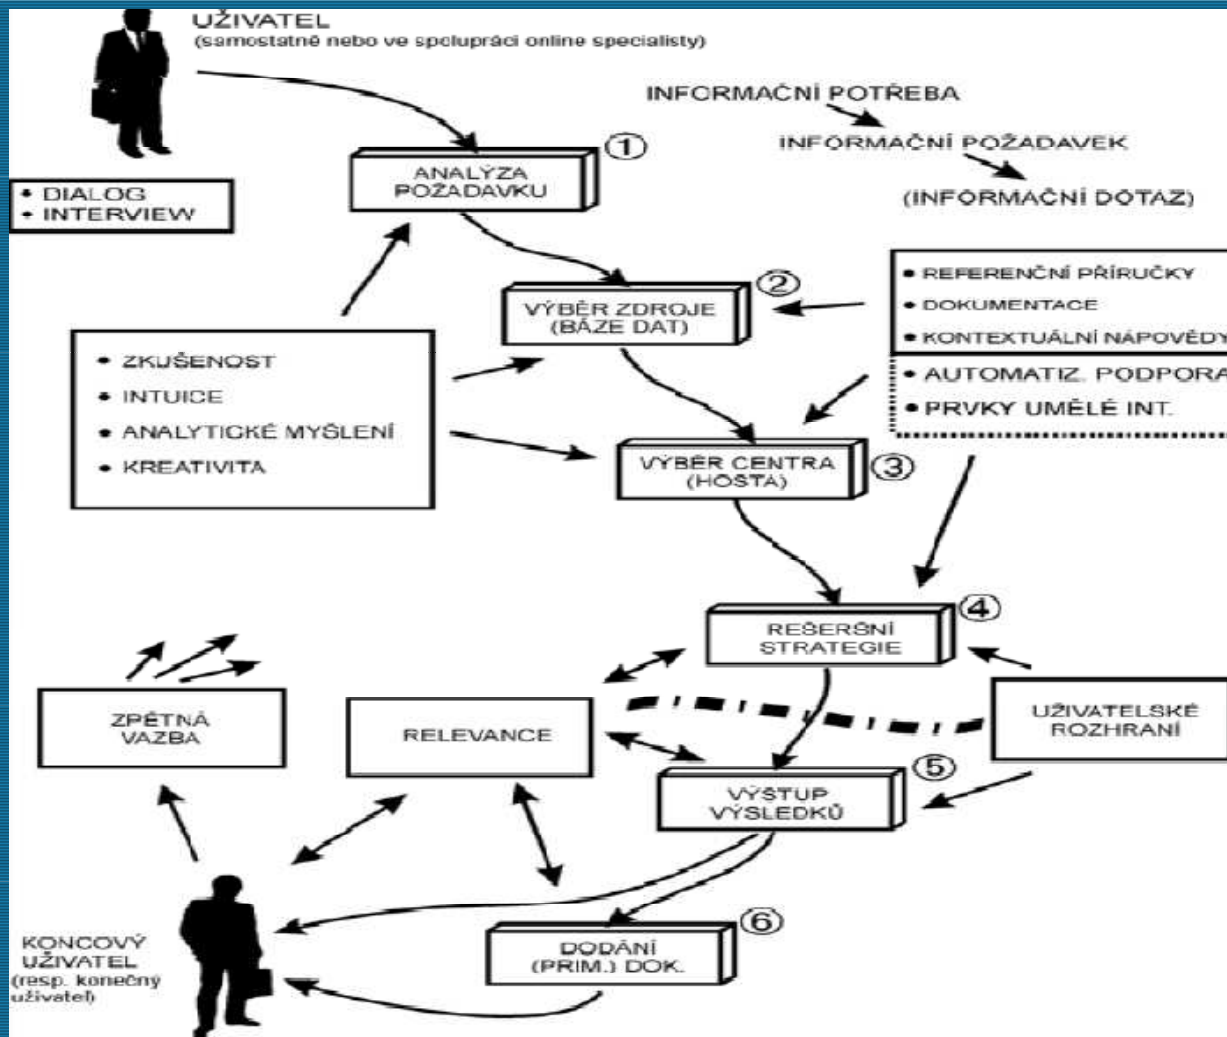 UŽIVATEL
(samostatně nebo ve spolupráci online specialisty)
INFORMAČNÍ POTŘEBA
INFORMAČNÍ POŽADAVEK
(INFORMAČNÍ DOTAZ)
1
ANALÝZA
POŽADAVKU
• DIALOG
• INTERVIEW
2
VÝBĚR ZDROJE
(BÁZE DAT)
• REFERENČNÍ PŘÍRUČKY
• DOKUMENTACE
• KONTEXTUÁLNÍ NÁPOVĚDY
• AUTOMATIZ. PODPORA
• PRVKY UMĚLÉ INT.
• ZKUŠENOST
• INTUICE
• ANALYTICKÉ MYŠLENÍ
• KREATIVITA
3
VÝBĚR CENTRA
(HOSTA)
4
REŠERŠNÍ
STRATEGIE
ZPĚTNÁ
VAZBA
RELEVANCE
UŽIVATELSKÉ
ROZHRANÍ
5
VÝSTUP
VÝSLEDKŮ
6
DODÁNÍ
(PRIM.) DOK.
KONCOVÝ
UŽIVATEL
(resp. konečný
uživatel)